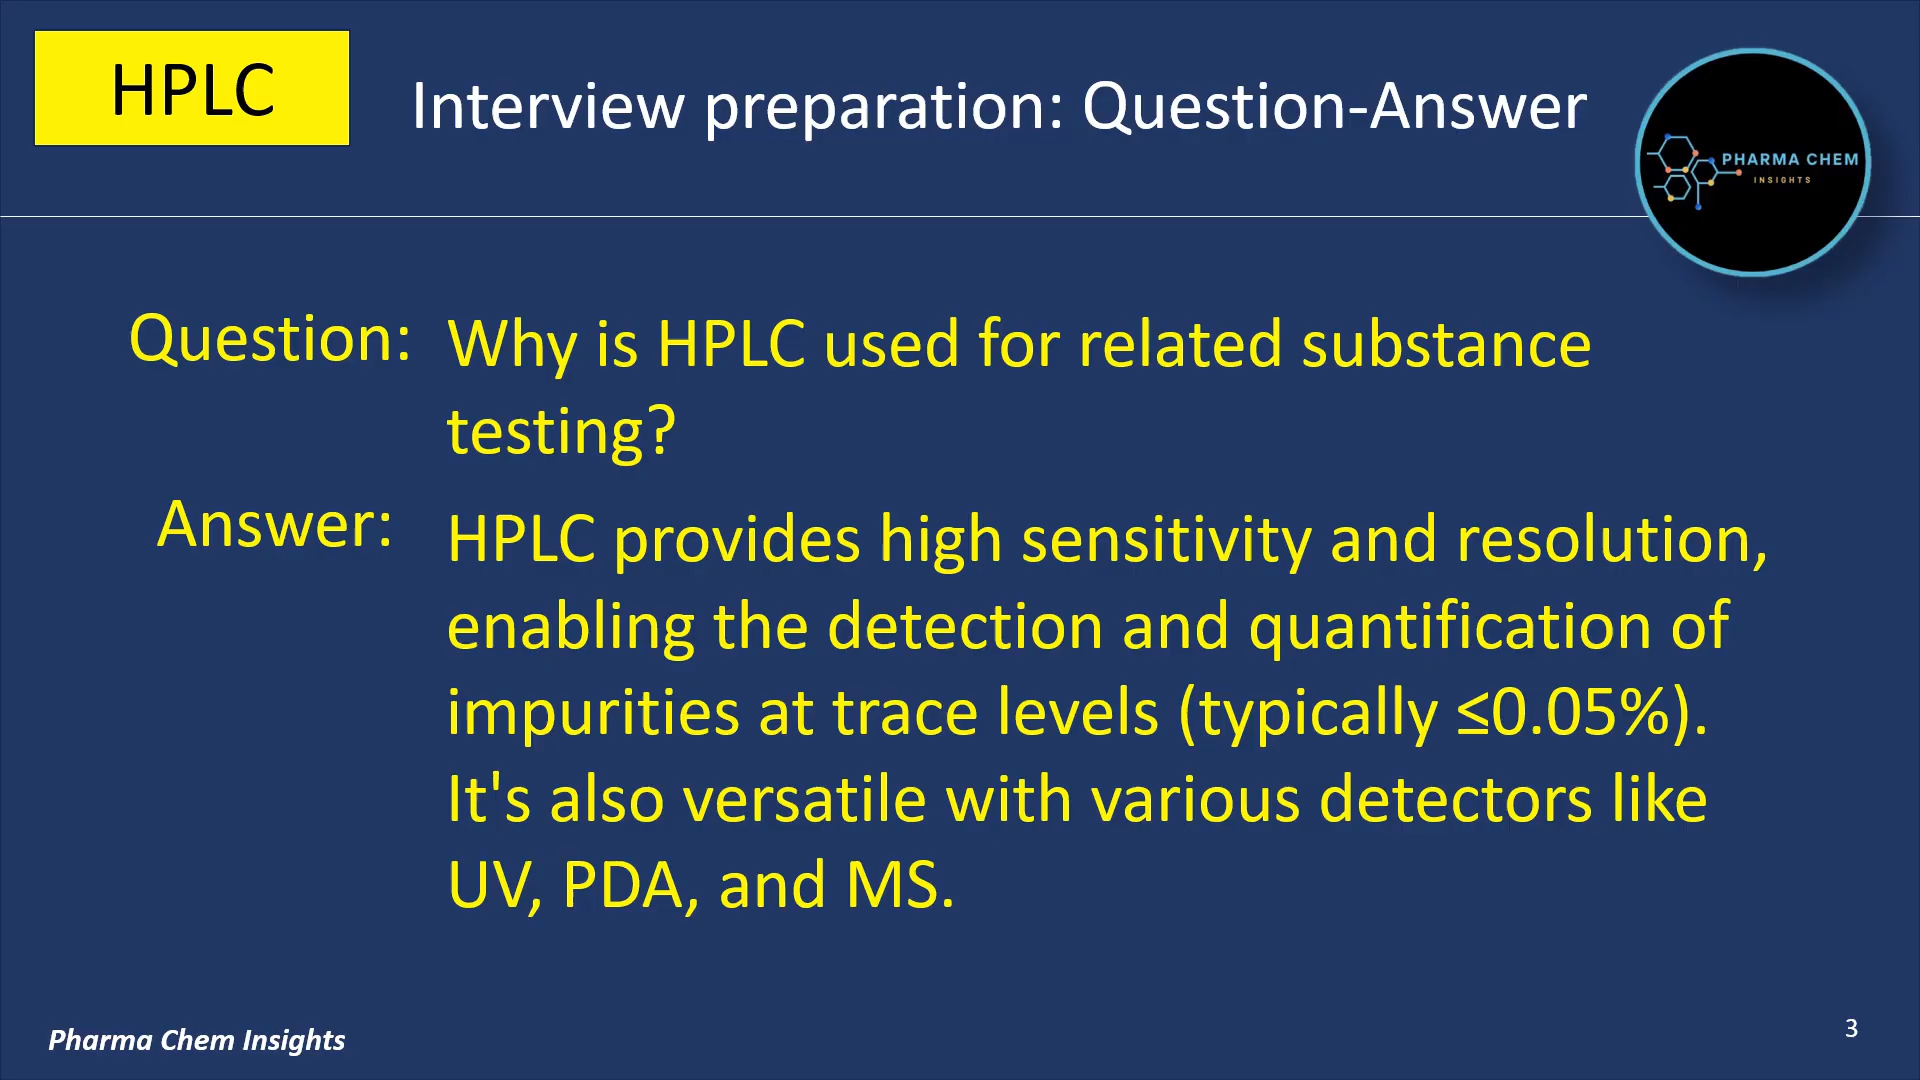 HPLC
Interview preparation: Question-Answer
PHARMA CHEM
INSIGHTS
Question: Why is HPLC used for related substance
testing?
Answer: HPLC provides high sensitivity and resolution,
enabling the detection and quantification of
impurities at trace levels (typically ≤0.05%).
It's also versatile with various detectors like
UV, PDA, and MS.
Pharma Chem Insights
3